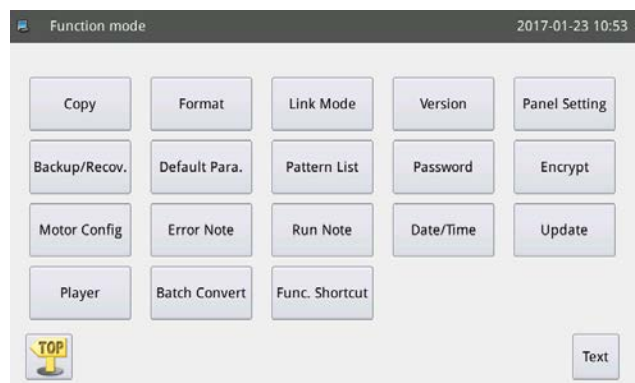 Function mode 2017-01-23 10:53
Copy Format Link Mode Version Panel Setting
Backup/Recov. Default Para. Pattern List Password Encrypt
Motor Config Error Note Run Note Date/Time Update
Player Batch Convert Func. Shortcut
TOP Text